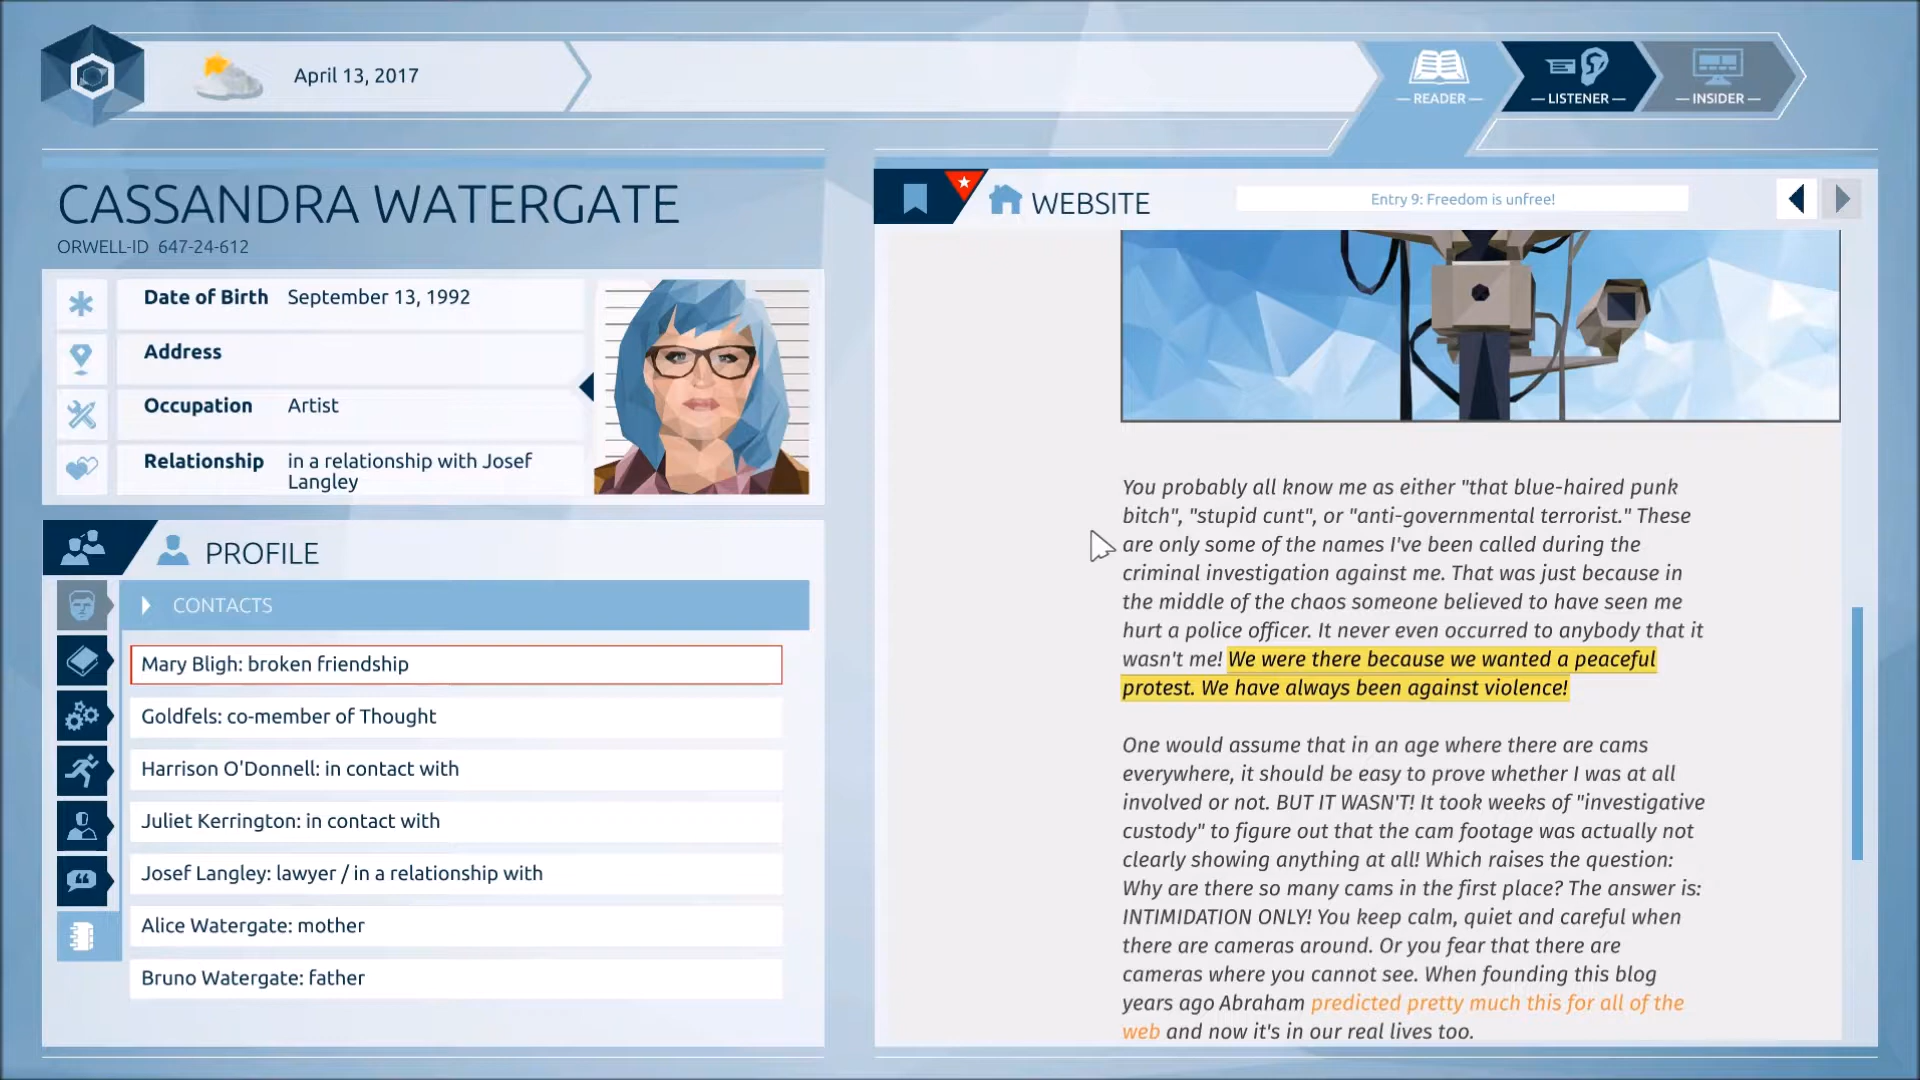 April 13, 2017
— READER —
— LISTENER —
— INSIDER —
CASSANDRA WATERGATE
ORWELL-ID 647-24-612
Date of Birth September 13, 1992
Address
Occupation Artist
Relationship in a relationship with Josef
Langley
PROFILE
CONTACTS
Mary Bligh: broken friendship
Goldfels: co-member of Thought
Harrison O'Donnell: in contact with
Juliet Kerrington: in contact with
Josef Langley: lawyer / in a relationship with
Alice Watergate: mother
Bruno Watergate: father
WEBSITE
Entry 9: Freedom is unfree!
You probably all know me as either "that blue-haired punk
bitch", "stupid cunt", or "anti-governmental terrorist." These
are only some of the names I've been called during the
criminal investigation against me. That was just because in
the middle of the chaos someone believed to have seen me
hurt a police officer. It never even occurred to anybody that it
wasn't me! We were there because we wanted a peaceful
protest. We have always been against violence!
One would assume that in an age where there are cams
everywhere, it should be easy to prove whether I was at all
involved or not. BUT IT WASN'T! It took weeks of "investigative
custody" to figure out that the cam footage was actually not
clearly showing anything at all! Which raises the question:
Why are there so many cams in the first place? The answer is:
INTIMIDATION ONLY! You keep calm, quiet and careful when
there are cameras around. Or you fear that there are
cameras where you cannot see. When founding this blog
years ago Abraham predicted pretty much this for all of the
web and now it's in our real lives too.